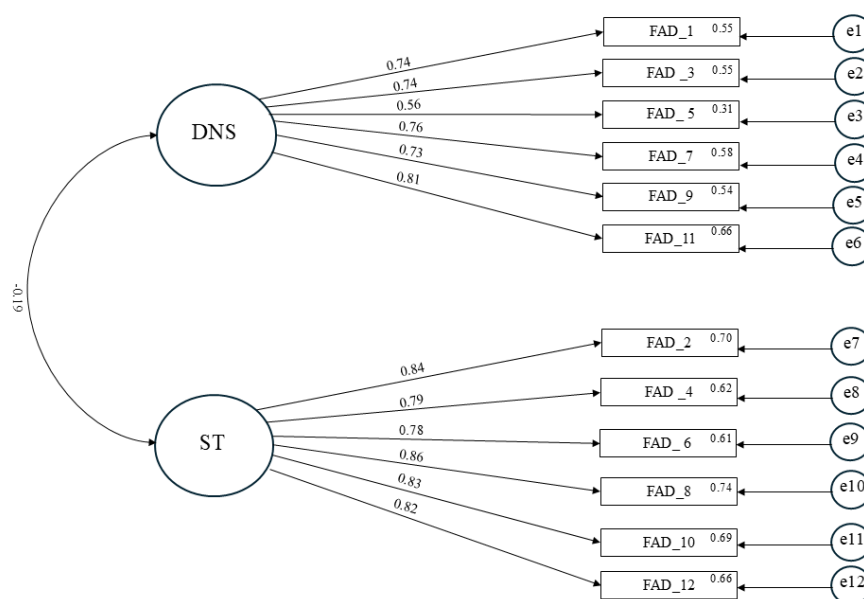 DNS
0.74
0.74
0.56
0.76
0.73
0.81
FAD_1 0.55
e1
FAD _3 0.55
e2
FAD_ 5 0.31
e3
FAD_ 7 0.58
e4
FAD_9 0.54
e5
FAD_11 0.66
e6
-0.19
ST
0.84
0.79
0.78
0.86
0.83
0.82
FAD_2 0.70
e7
FAD _4 0.62
e8
FAD_ 6 0.61
e9
FAD_ 8 0.74
e10
FAD_10 0.69
e11
FAD_12 0.66
e12